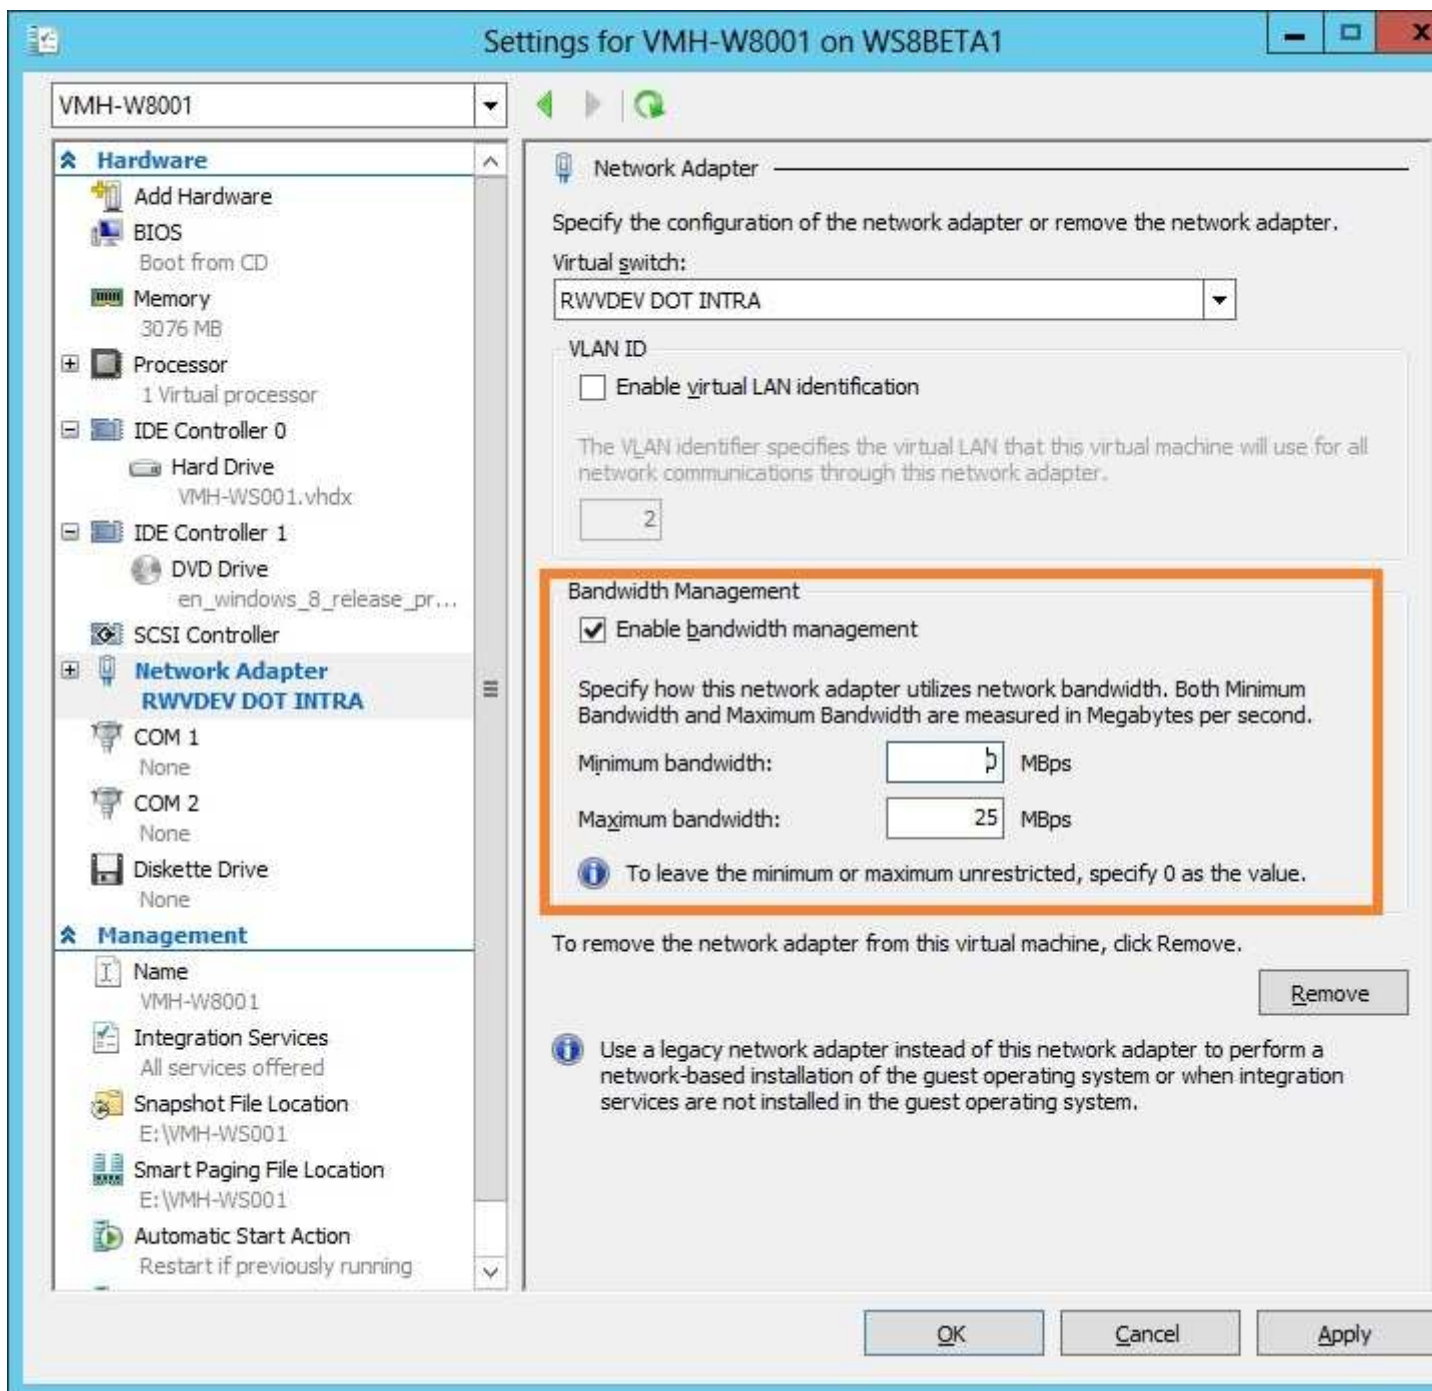 Settings for VMH-W8001 on WS8BETA1
VMH-W8001
Hardware
Add Hardware
BIOS
Boot from CD
Memory
3076 MB
Processor
1 Virtual processor
IDE Controller 0
Hard Drive
VMH-WS001.vhdx
IDE Controller 1
DVD Drive
en_windows_8_release_pr...
SCSI Controller
Network Adapter
RWVDEV DOT INTRA
COM 1
None
COM 2
None
Diskette Drive
None
Management
Name
VMH-W8001
Integration Services
All services offered
Snapshot File Location
E:\VMH-WS001
Smart Paging File Location
E:\VMH-WS001
Automatic Start Action
Restart if previously running
Network Adapter
Specify the configuration of the network adapter or remove the network adapter.
Virtual switch:
RWVDEV DOT INTRA
VLAN ID
Enable virtual LAN identification
The VLAN identifier specifies the virtual LAN that this virtual machine will use for all
network communications through this network adapter.
2
Bandwidth Management
Enable bandwidth management
Specify how this network adapter utilizes network bandwidth. Both Minimum
Bandwidth and Maximum Bandwidth are measured in Megabytes per second.
Minimum bandwidth: MBps
Maximum bandwidth: 25 MBps
To leave the minimum or maximum unrestricted, specify 0 as the value.
To remove the network adapter from this virtual machine, click Remove.
Remove
Use a legacy network adapter instead of this network adapter to perform a
network-based installation of the guest operating system or when integration
services are not installed in the guest operating system.
OK Cancel Apply